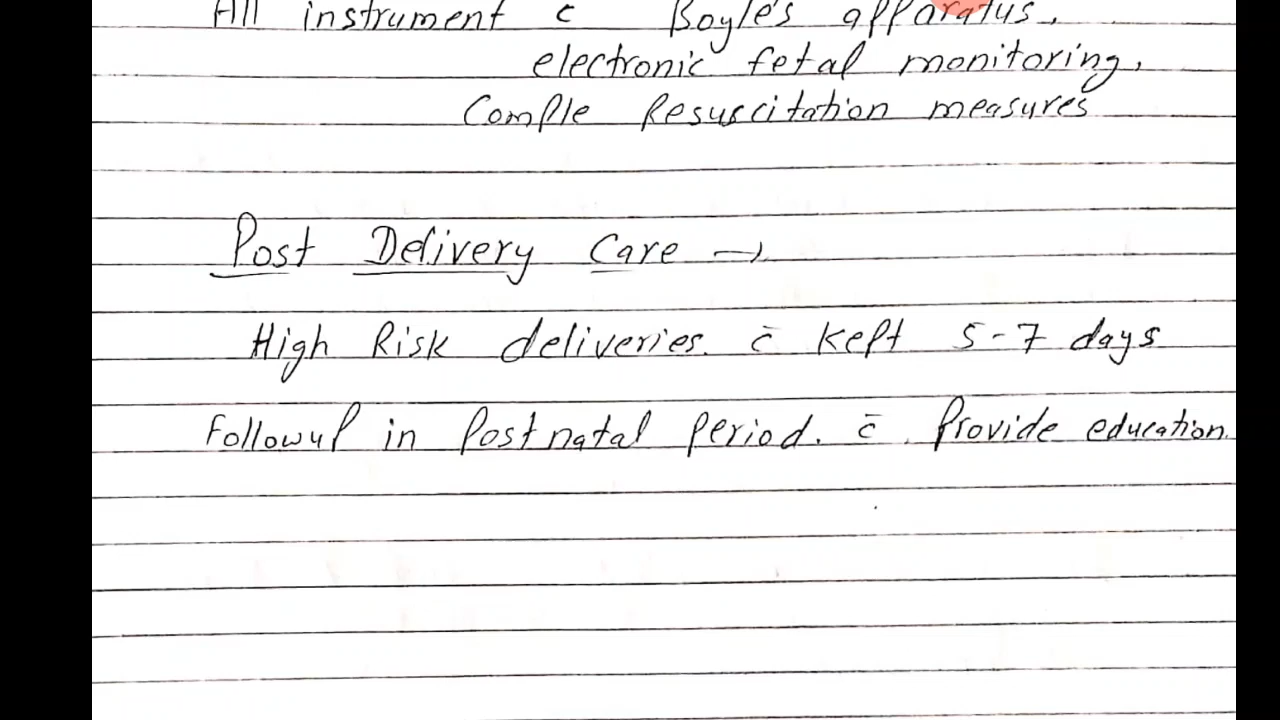 All instrument c̄ Boyle's apparatus,
electronic fetal monitoring,
Comple Resuscitation measures
Post Delivery Care →
High Risk deliveries. c̄ kept 5-7 days
Followup in Postnatal Period. c̄. Provide education.